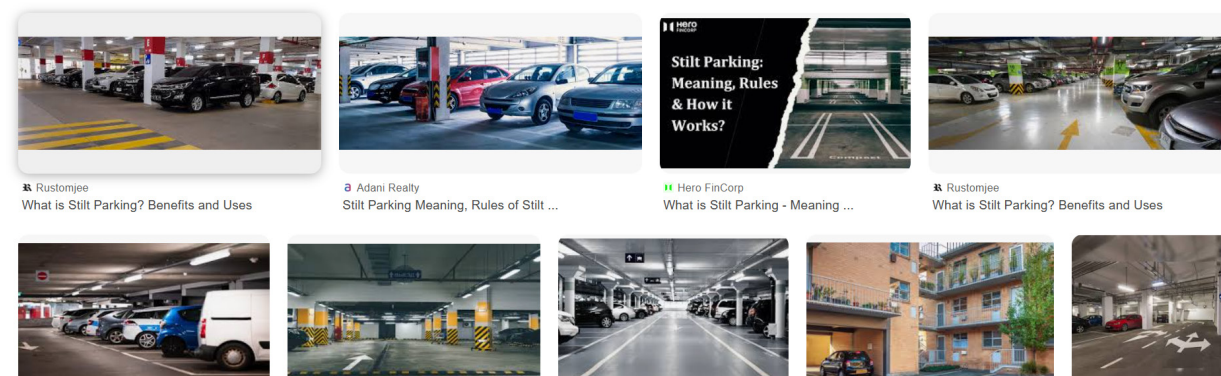 HERO
FINCORP
Stilt Parking:
Meaning, Rules
& How it
Works?
Compact
Rustomjee
What is Stilt Parking? Benefits and Uses
Adani Realty
Stilt Parking Meaning, Rules of Stilt ...
Hero FinCorp
What is Stilt Parking - Meaning ...
Rustomjee
What is Stilt Parking? Benefits and Uses